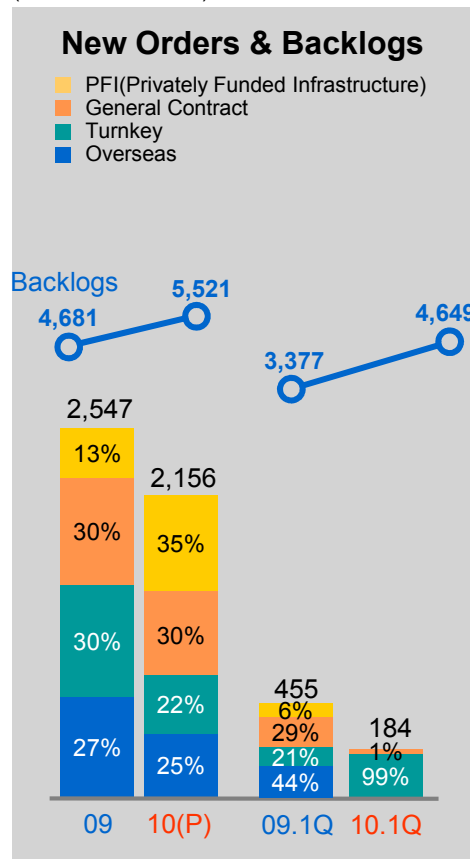 New Orders & Backlogs
PFI(Privately Funded Infrastructure)
General Contract
Turnkey
Overseas
Backlogs
4,681
5,521
3,377
4,649
2,547
13%
30%
30%
27%
2,156
35%
30%
22%
25%
455
6%
29%
21%
44%
184
1%
99%
09
10(P)
09.1Q
10.1Q